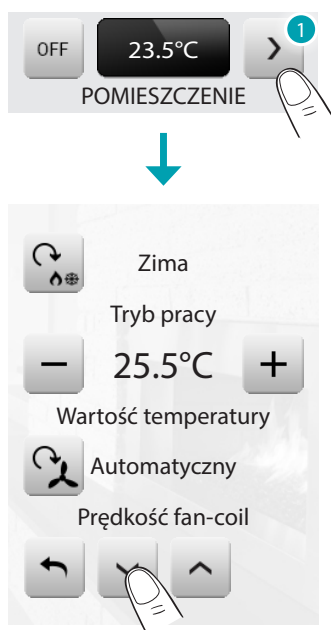 OFF
23.5°C
1
POMIESZCZENIE
Zima
Tryb pracy
− 25.5°C +
Wartość temperatury
Automatyczny
Prędkość fan-coil